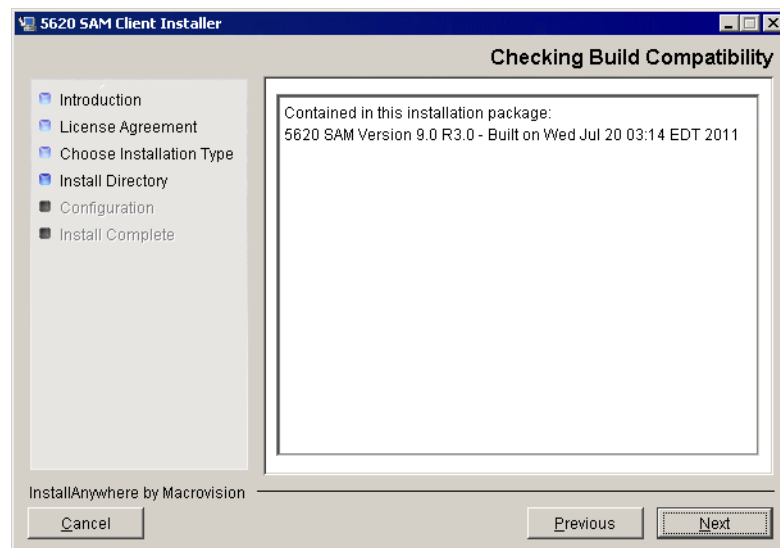 5620 SAM Client Installer
Checking Build Compatibility
Introduction
License Agreement
Choose Installation Type
Install Directory
Configuration
Install Complete
Contained in this installation package:
5620 SAM Version 9.0 R3.0 - Built on Wed Jul 20 03:14 EDT 2011
InstallAnywhere by Macrovision
Cancel
Previous
Next